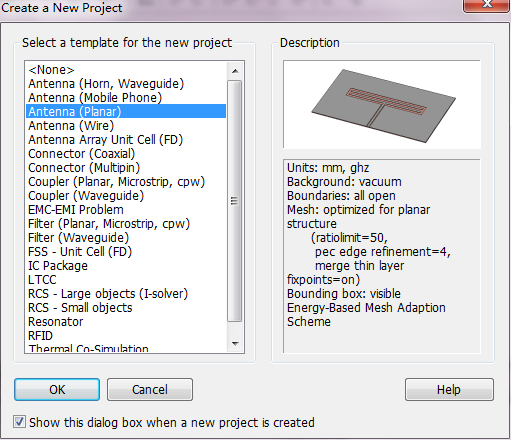 Create a New Project
Select a template for the new project
<None>
Antenna (Horn, Waveguide)
Antenna (Mobile Phone)
Antenna (Planar)
Antenna (Wire)
Antenna Array Unit Cell (FD)
Connector (Coaxial)
Connector (Multipin)
Coupler (Planar, Microstrip, cpw)
Coupler (Waveguide)
EMC-EMI Problem
Filter (Planar, Microstrip, cpw)
Filter (Waveguide)
FSS - Unit Cell (FD)
IC Package
LTCC
RCS - Large objects (I-solver)
RCS - Small objects
Resonator
RFID
Thermal Co-Simulation
Description
Units: mm, ghz
Background: vacuum
Boundaries: all open
Mesh: optimized for planar
structure
(ratiolimit=50,
pec edge refinement=4,
merge thin layer
fixpoints=on)
Bounding box: visible
Energy-Based Mesh Adaption
Scheme
OK
Cancel
Help
Show this dialog box when a new project is created